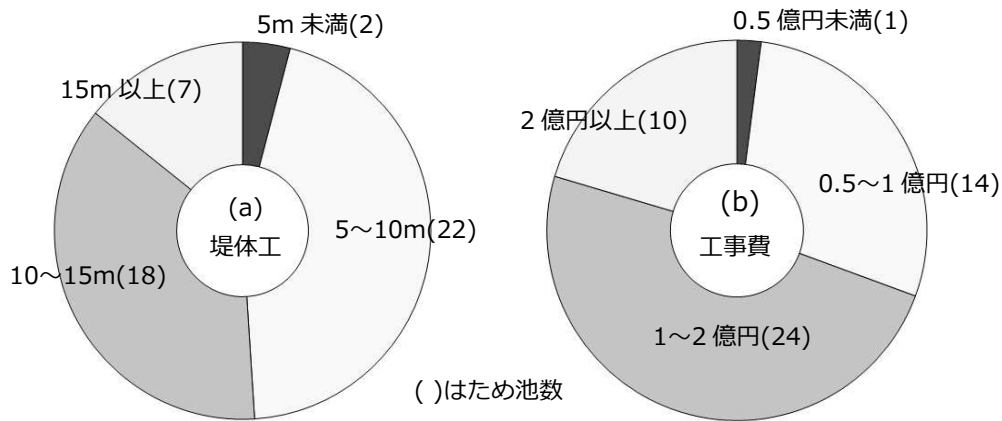 5m 未満(2)
15m 以上(7)
(a)
堤体工
5～10m(22)
10～15m(18)
0.5 億円未満(1)
2 億円以上(10)
0.5～1 億円(14)
(b)
工事費
1～2 億円(24)
( )はため池数